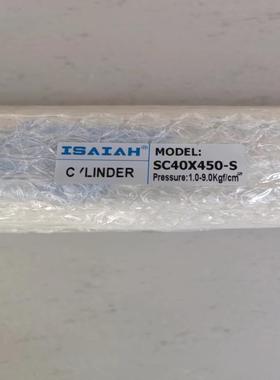 ISAIAH®
CYLINDER
MODEL:
SC40X450-S
Pressure:1.0-9.0Kgf/cm²